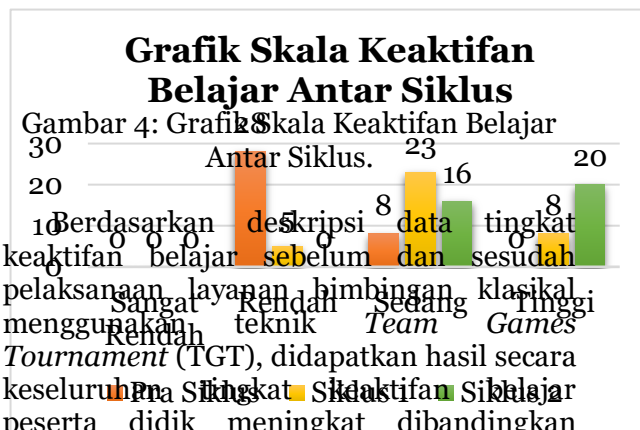 Grafik Skala Keaktifan
Belajar Antar Siklus
Gambar 4: Grafik Skala Keaktifan Belajar
Antar Siklus.
30
20
10
0
0 0 0
28 5 0
8 23 16
0 8 20
Sangat Rendah
Rendah
Sedang
Tinggi
Pra Siklus
Siklus 1
Siklus 2
Berdasarkan deskripsi data tingkat
keaktifan belajar sebelum dan sesudah
pelaksanaan layanan bimbingan klasikal
menggunakan teknik Team Games
Tournament (TGT), didapatkan hasil secara
keseluruhan tingkat keaktifan belajar
peserta didik meningkat dibandingkan